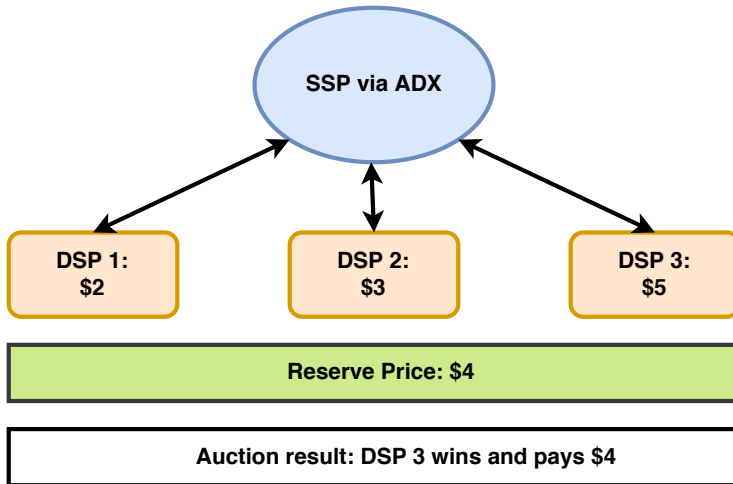 SSP via ADX
DSP 1:
$2
DSP 2:
$3
DSP 3:
$5
Reserve Price: $4
Auction result: DSP 3 wins and pays $4